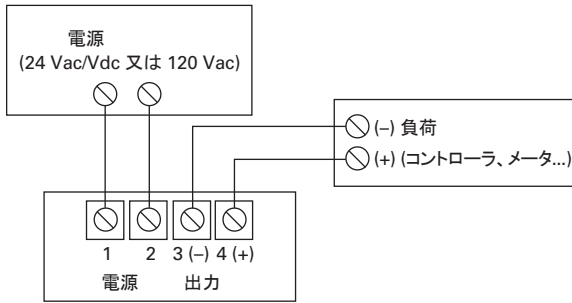 電源
(24 Vac/Vdc 又は 120 Vac)
(–) 負荷
(+) (コントローラ、メータ...)
1 2 3 (–) 4 (+)
電源 出力